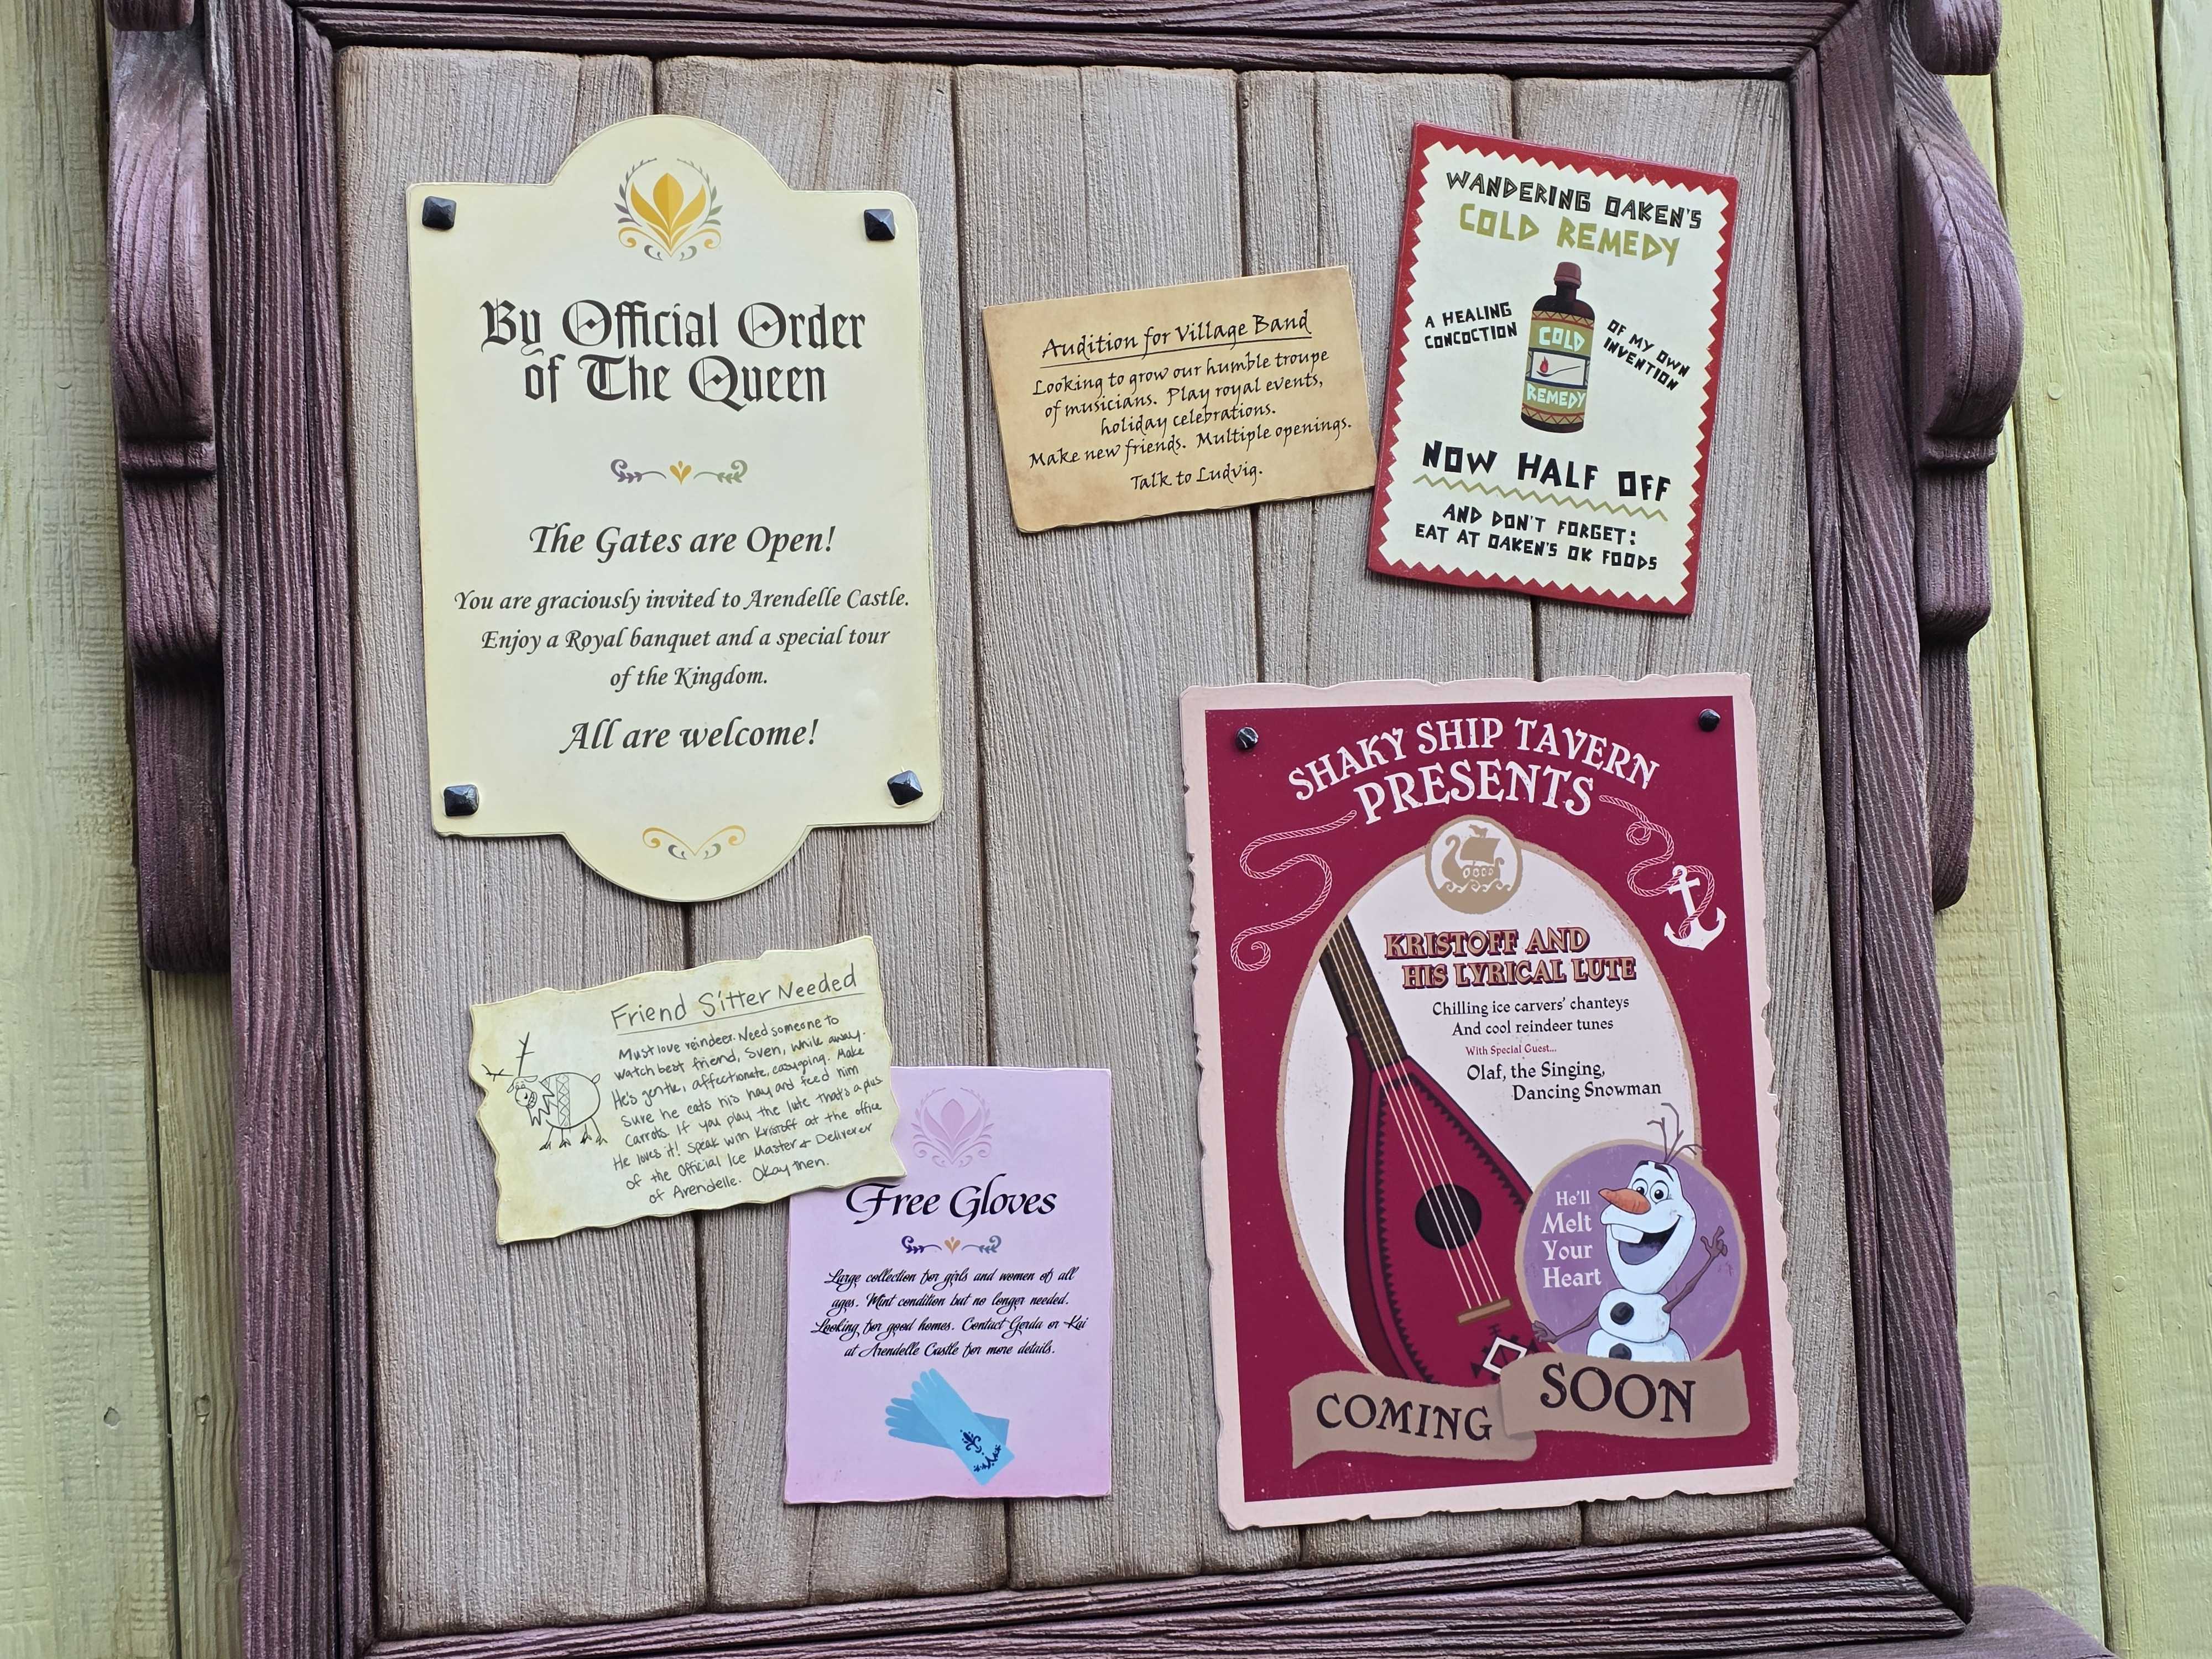 By Official Order
of The Queen
The Gates are Open!
You are graciously invited to Arendelle Castle.
Enjoy a Royal banquet and a special tour
of the Kingdom.
All are welcome!
Audition for Village Band
Looking to grow our humble troupe
of musicians. Play royal events,
holiday celebrations.
Make new friends. Multiple openings.
Talk to Ludvig.
WANDERING OAKEN'S
COLD REMEDY
A HEALING
CONCOCTION
COLD
REMEDY
OF MY OWN
INVENTION
NOW HALF OFF
AND DON'T FORGET:
EAT AT OAKEN'S OK FOODS
Friend Sitter Needed
Must love reindeer. Need someone to
watch best friend, Sven, while away.
He's gentle, affectionate, easygoing. Make
Sure he eats his hay and feed him
Carrots. If you play the lute that's a plus
He loves it! Speak with Kristoff at the office
of the Official Ice Master & Deliverer
of Arendelle. Okay then.
Free Gloves
Large collection for girls and women of all
ages. Mint condition but no longer needed.
Looking for good homes. Contact Gerda or Kai
at Arendelle Castle for more details.
SHAKY SHIP TAVERN
PRESENTS
KRISTOFF AND
HIS LYRICAL LUTE
Chilling ice carvers' chanteys
And cool reindeer tunes
With Special Guest...
Olaf, the Singing,
Dancing Snowman
He'll
Melt
Your
Heart
COMING SOON